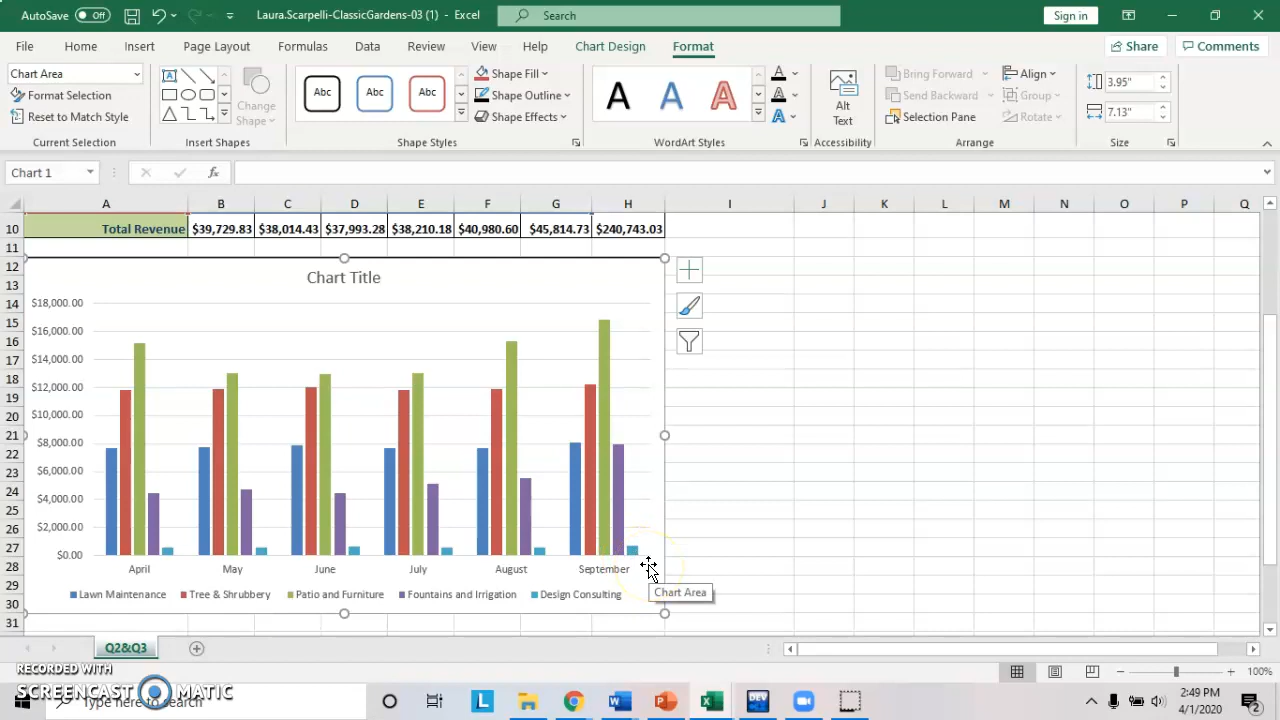 AutoSave Off Laura.Scarpelli-ClassicGardens-03 (1) - Excel Search Sign in
File Home Insert Page Layout Formulas Data Review View Help Chart Design Format Share Comments
Chart Area
Format Selection
Reset to Match Style
Current Selection
Change
Shape
Insert Shapes
Abc Abc Abc
Shape Fill
Shape Outline
Shape Effects
Shape Styles
A A A
A
A
A
WordArt Styles
Alt
Text
Accessibility
Bring Forward
Send Backward
Selection Pane
Align
Group
Rotate
Arrange
3.95"
7.13"
Size
Chart 1 fx
A B C D E F G H I J K L M N O P Q
10 Total Revenue $39,729.83 $38,014.43 $37,993.28 $38,210.18 $40,980.60 $45,814.73 $240,743.03
11
12
13
14
15
16
17
18
19
20
21
22
23
24
25
26
27
28
29
30
31
Chart Title
$18,000.00
$16,000.00
$14,000.00
$12,000.00
$10,000.00
$8,000.00
$6,000.00
$4,000.00
$2,000.00
$0.00
April May June July August September
Lawn Maintenance Tree & Shrubbery Patio and Furniture Fountains and Irrigation Design Consulting
Chart Area
Q2&Q3
100%
RECORDED WITH
SCREENCAST MATIC
Type here to search
L W P X DEV
2:49 PM
4/1/2020
2